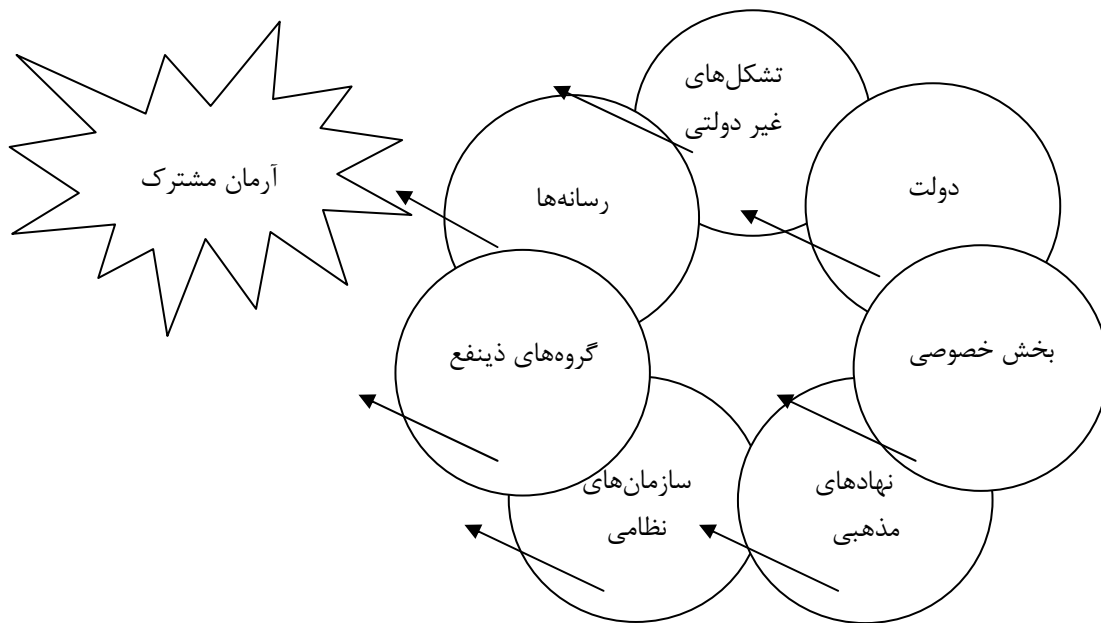 تشکل‌های
غیر دولتی
دولت
رسانه‌ها
آرمان مشترک
بخش خصوصی
گروه‌های ذینفع
نهادهای
مذهبی
سازمان‌های
نظامی